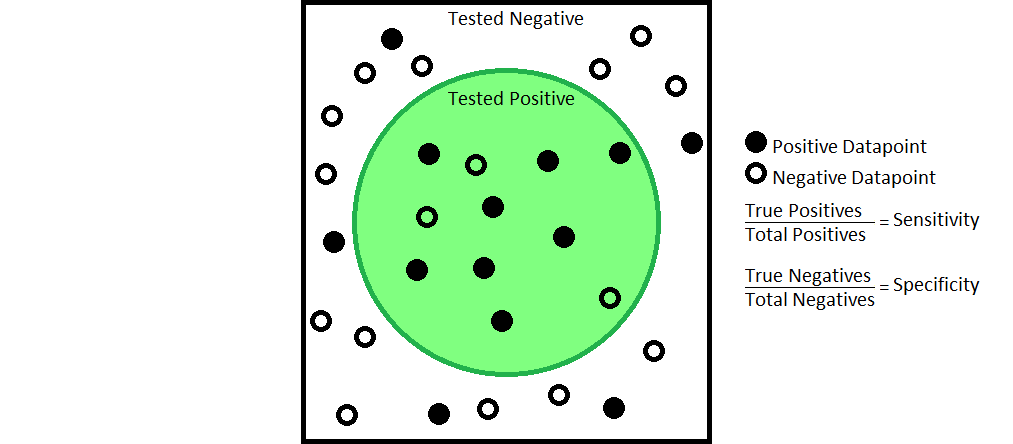 Tested Negative
Tested Positive
Positive Datapoint
Negative Datapoint
True Positives
Total Positives
= Sensitivity
True Negatives
Total Negatives
= Specificity